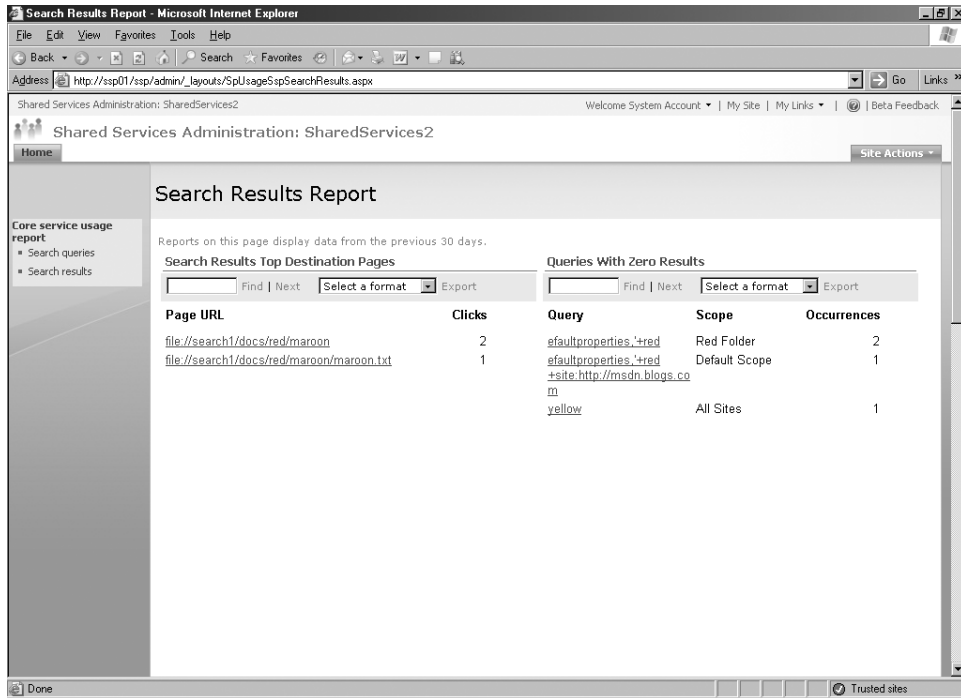 Search Results Report - Microsoft Internet Explorer
File Edit View Favorites Tools Help
Back Search Favorites
Address http://ssp01/ssp/admin/_layouts/SpUsageSspSearchResults.aspx Go Links »
Shared Services Administration: SharedServices2 Welcome System Account | My Site | My Links | Beta Feedback
Shared Services Administration: SharedServices2
Home Site Actions
Search Results Report
Core service usage
report
Search queries
Search results
Reports on this page display data from the previous 30 days.
Search Results Top Destination Pages
Find | Next Select a format Export
Page URL Clicks
file://search1/docs/red/maroon 2
file://search1/docs/red/maroon/maroon.txt 1
Queries With Zero Results
Find | Next Select a format Export
Query Scope Occurrences
efaultproperties,'+red Red Folder 2
efaultproperties,'+red Default Scope 1
+site:http://msdn.blogs.co
m
yellow All Sites 1
Done Trusted sites